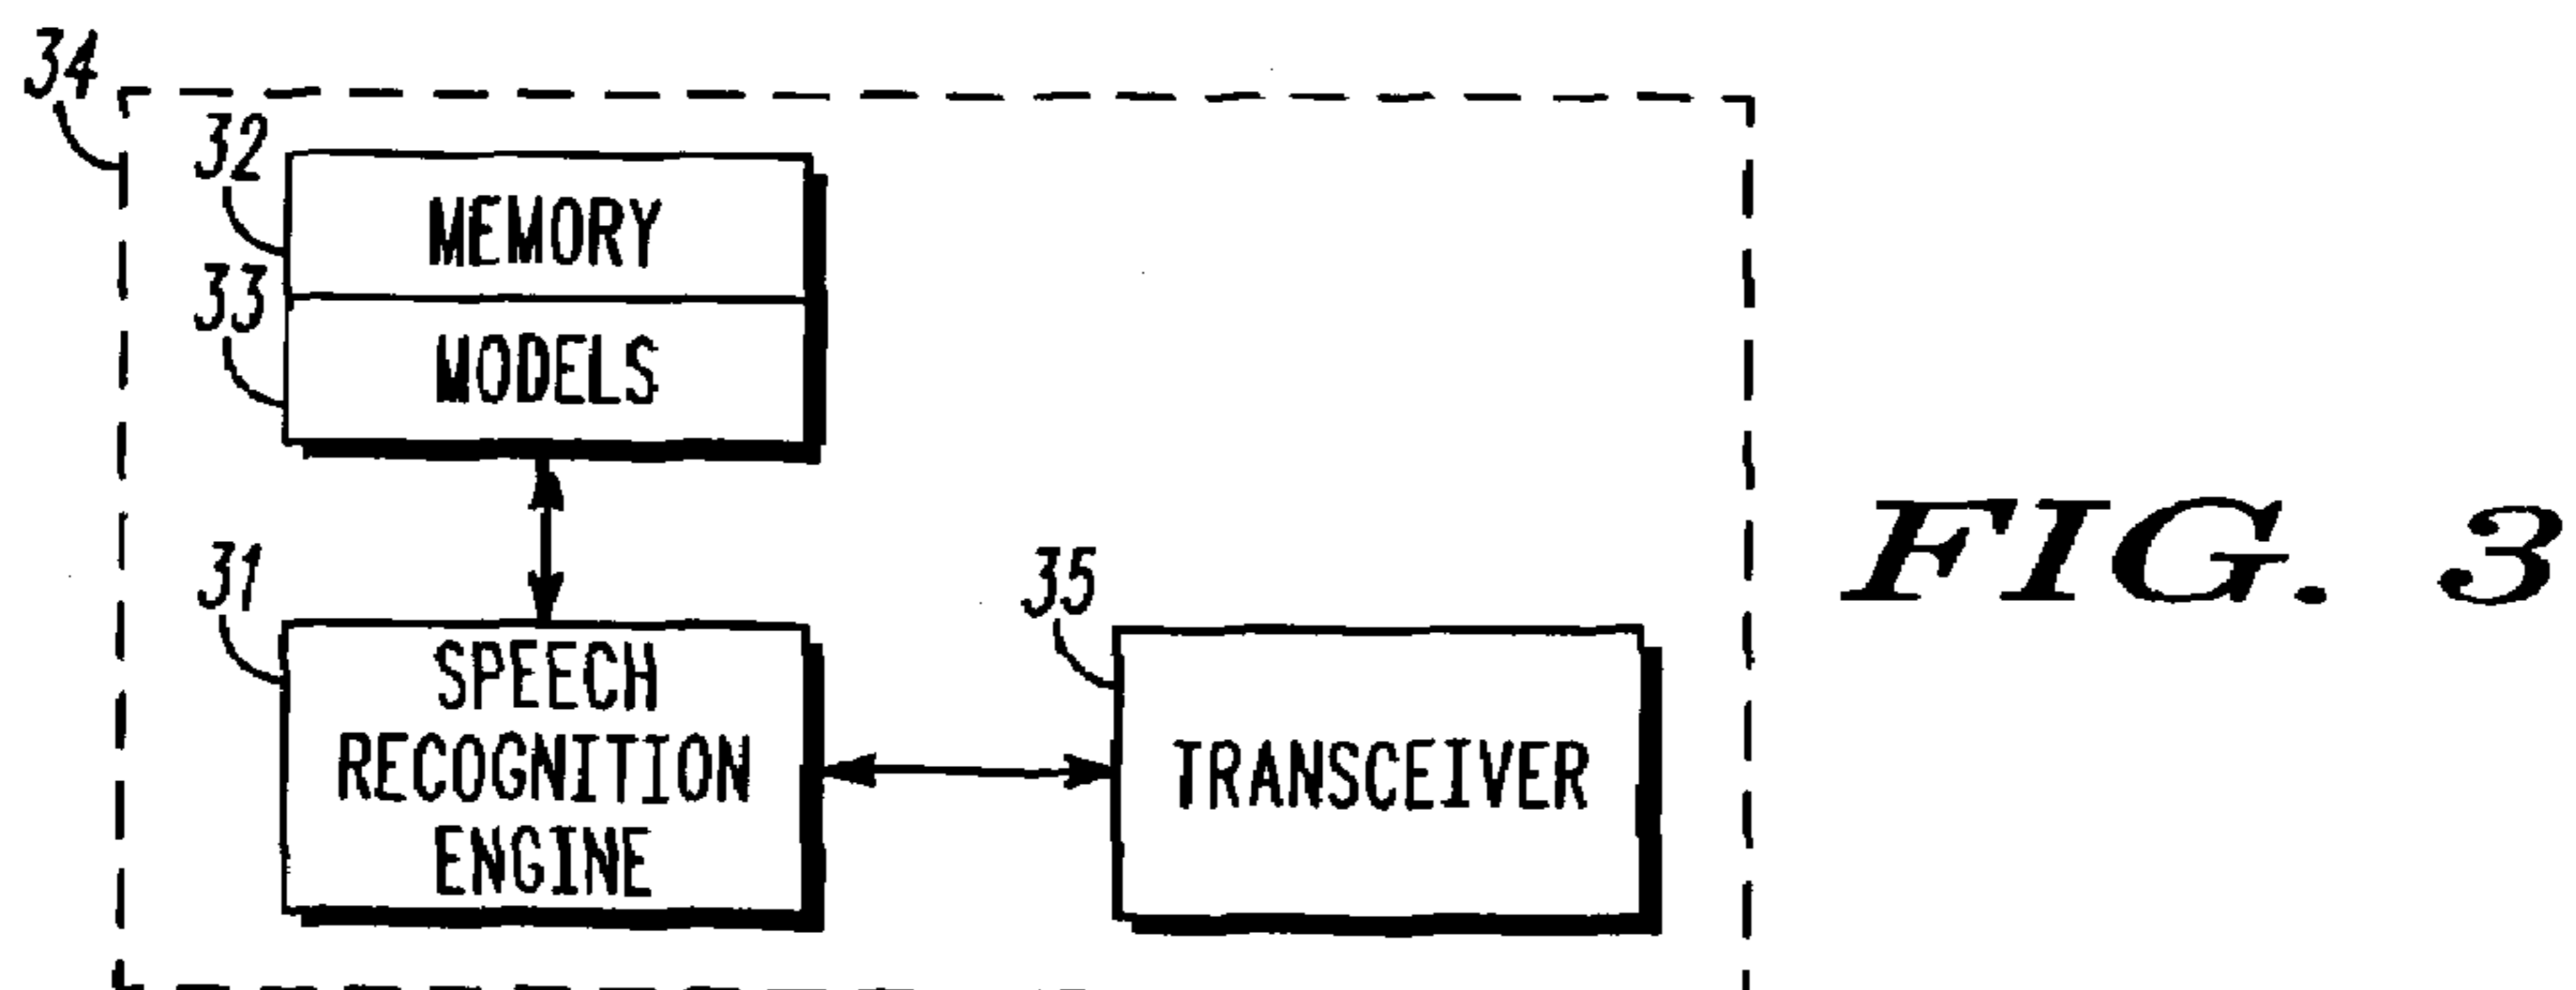 34
32
MEMORY
33
MODELS
31
SPEECH
RECOGNITION
ENGINE
35
TRANSCEIVER
FIG. 3